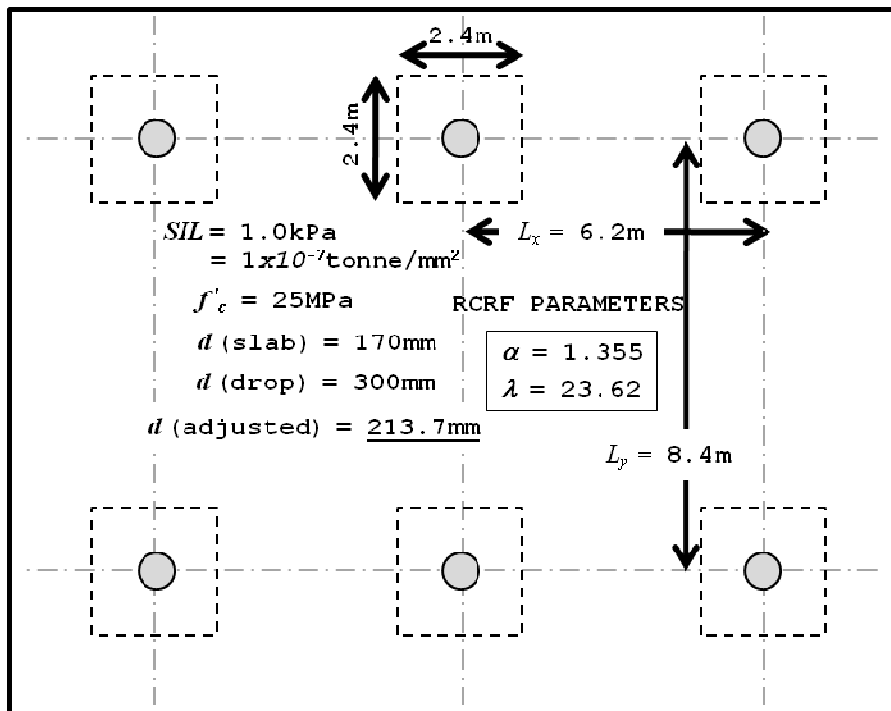 2.4m
2.4m
SIL = 1.0kPa
= 1x10⁻⁷tonne/mm²
Lₓ = 6.2m
f'c = 25MPa
RCRF PARAMETERS
d (slab) = 170mm
α = 1.355
d (drop) = 300mm
λ = 23.62
d (adjusted) = 213.7mm
Lᵧ = 8.4m